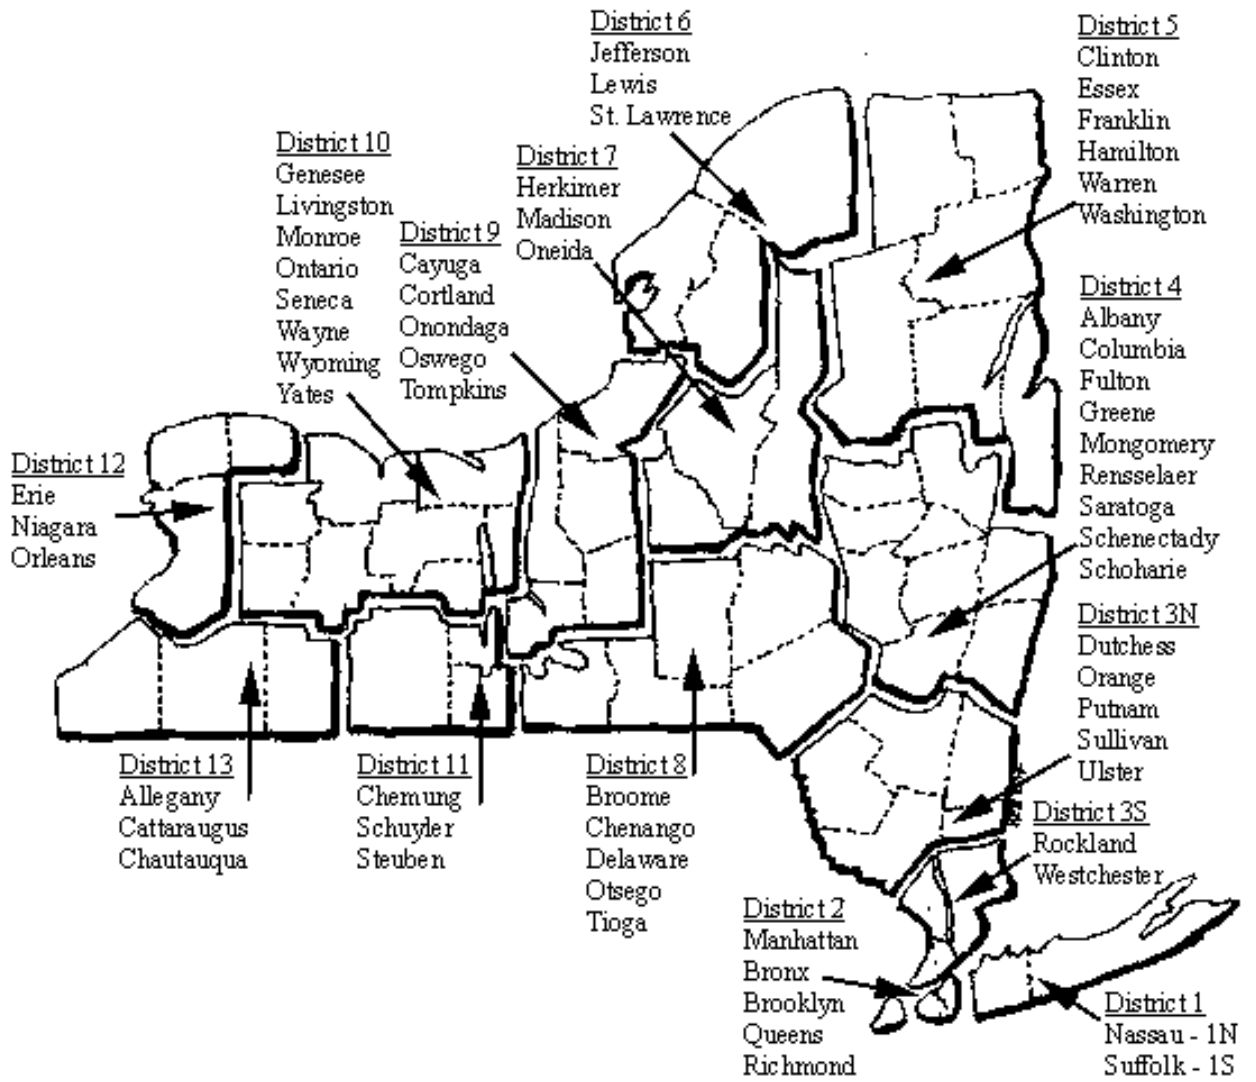 District 6
Jefferson
Lewis
St. Lawrence
District 5
Clinton
Essex
Franklin
Hamilton
Warren
Washington
District 10
Genesee
Livingston
Monroe
Ontario
Seneca
Wayne
Wyoming
Yates
District 7
Herkimer
Madison
Oneida
District 9
Cayuga
Cortland
Onondaga
Oswego
Tompkins
District 4
Albany
Columbia
Fulton
Greene
Mongomery
Rensselaer
Saratoga
Schenectady
Schoharie
District 12
Erie
Niagara
Orleans
District 3N
Dutchess
Orange
Putnam
Sullivan
Ulster
District 13
Allegany
Cattaraugus
Chautauqua
District 11
Chemung
Schuyler
Steuben
District 8
Broome
Chenango
Delaware
Otsego
Tioga
District 3S
Rockland
Westchester
District 2
Manhattan
Bronx
Brooklyn
Queens
Richmond
District 1
Nassau - 1N
Suffolk - 1S